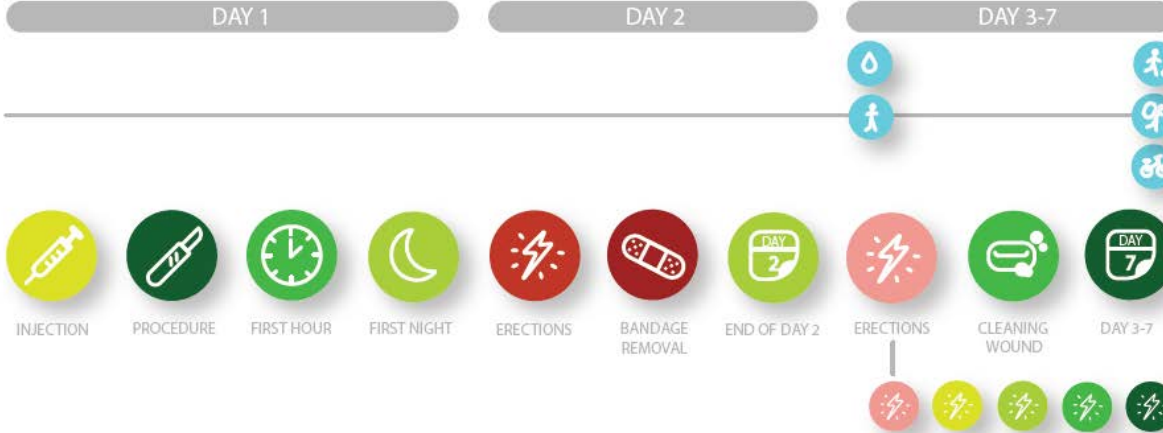 DAY 1
DAY 2
DAY 3-7
DAY
2
DAY
7
INJECTION
PROCEDURE
FIRST HOUR
FIRST NIGHT
ERECTIONS
BANDAGE
REMOVAL
END OF DAY 2
ERECTIONS
CLEANING
WOUND
DAY 3-7